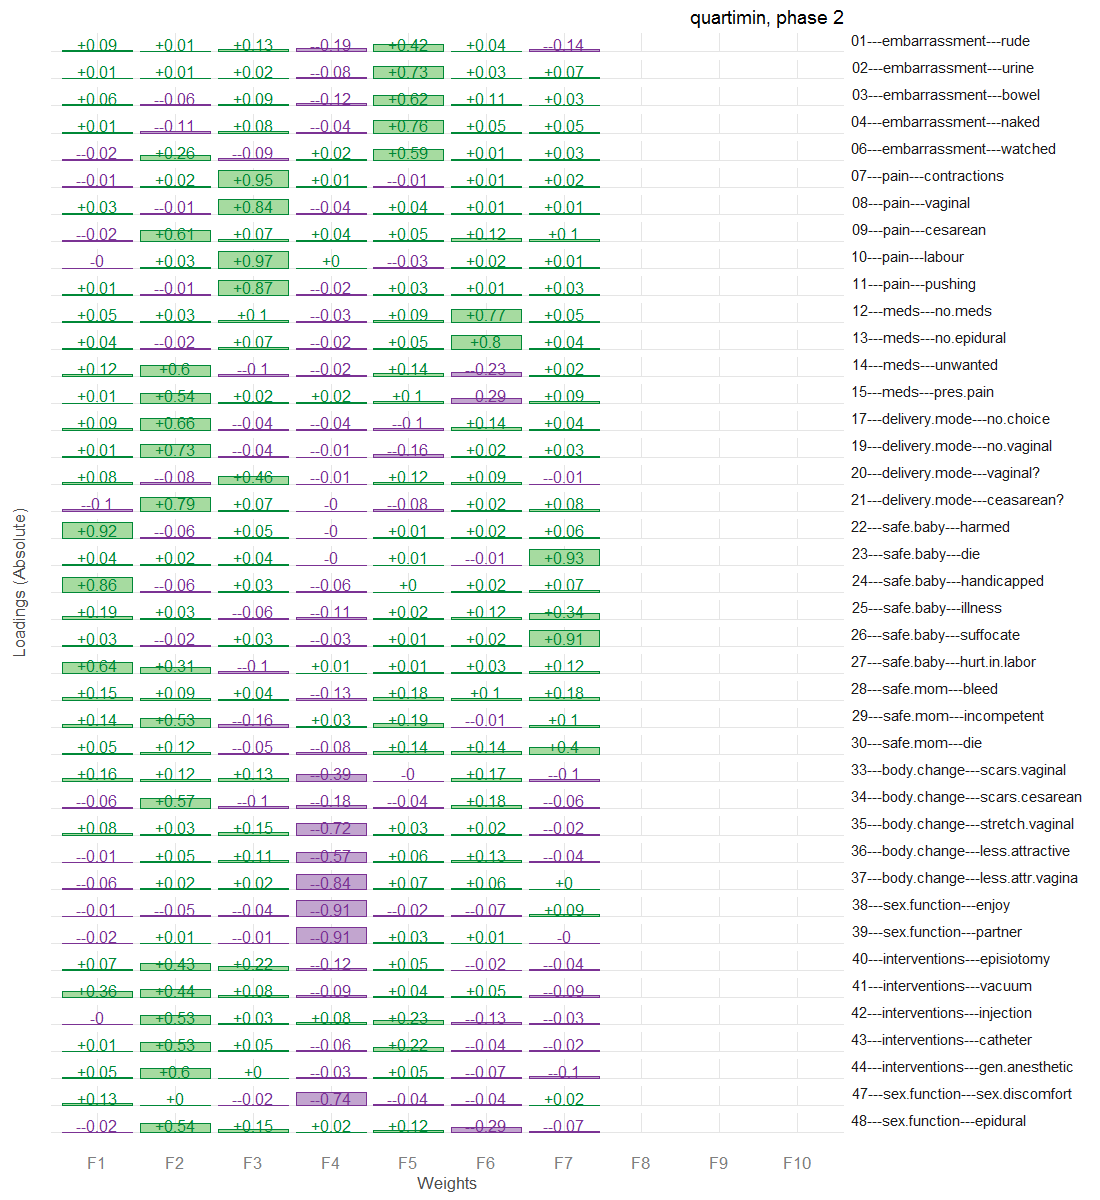 quartimin, phase 2
+0.09 +0.01 +0.13 --0.19 +0.42 +0.04 --0.14 01---embarrassment---rude
+0.01 +0.01 +0.02 --0.08 +0.73 +0.03 +0.07 02---embarrassment---urine
+0.06 --0.06 +0.09 --0.12 +0.62 +0.11 +0.03 03---embarrassment---bowel
+0.01 --0.11 +0.08 --0.04 +0.76 +0.05 +0.05 04---embarrassment---naked
--0.02 +0.26 --0.09 +0.02 +0.59 +0.01 +0.03 06---embarrassment---watched
--0.01 +0.02 +0.95 +0.01 --0.01 +0.01 +0.02 07---pain---contractions
+0.03 --0.01 +0.84 --0.04 +0.04 +0.01 +0.01 08---pain---vaginal
--0.02 +0.61 +0.07 +0.04 +0.05 +0.12 +0.1 09---pain---cesarean
-0 +0.03 +0.97 +0 --0.03 +0.02 +0.01 10---pain---labour
+0.01 --0.01 +0.87 --0.02 +0.03 +0.01 +0.03 11---pain---pushing
+0.05 +0.03 +0.1 --0.03 +0.09 +0.77 +0.05 12---meds---no.meds
+0.04 --0.02 +0.07 --0.02 +0.05 +0.8 +0.04 13---meds---no.epidural
+0.12 +0.6 --0.1 --0.02 +0.14 --0.23 +0.02 14---meds---unwanted
+0.01 +0.54 +0.02 +0.02 +0.1 --0.29 +0.09 15---meds---pres.pain
+0.09 +0.66 --0.04 --0.04 --0.1 +0.14 +0.04 17---delivery.mode---no.choice
+0.01 +0.73 --0.04 --0.01 --0.16 +0.02 +0.03 19---delivery.mode---no.vaginal
+0.08 --0.08 +0.46 --0.01 +0.12 +0.09 --0.01 20---delivery.mode---vaginal?
--0.1 +0.79 +0.07 -0 --0.08 +0.02 +0.08 21---delivery.mode---ceasarean?
+0.92 --0.06 +0.05 -0 +0.01 +0.02 +0.06 22---safe.baby---harmed
+0.04 +0.02 +0.04 -0 +0.01 --0.01 +0.93 23---safe.baby---die
+0.86 --0.06 +0.03 --0.06 +0 +0.02 +0.07 24---safe.baby---handicapped
+0.19 +0.03 --0.06 --0.11 +0.02 +0.12 +0.34 25---safe.baby---illness
+0.03 --0.02 +0.04 --0.03 +0.01 +0.02 +0.91 26---safe.baby---suffocate
+0.64 +0.31 --0.1 +0.01 +0.01 +0.03 +0.12 27---safe.baby---hurt.in.labor
+0.15 +0.09 +0.04 --0.13 +0.18 +0.1 +0.18 28---safe.mom---bleed
+0.14 +0.53 --0.16 +0.03 +0.19 --0.01 +0.1 29---safe.mom---incompetent
+0.05 +0.12 --0.05 --0.08 +0.14 +0.14 +0.4 30---safe.mom---die
+0.16 +0.12 +0.13 --0.39 -0 +0.17 --0.1 33---body.change---scars.vaginal
--0.06 +0.57 --0.1 --0.18 --0.04 +0.18 --0.06 34---body.change---scars.cesarean
+0.08 +0.03 +0.15 --0.72 +0.03 +0.02 --0.02 35---body.change---stretch.vaginal
--0.01 +0.05 +0.11 --0.57 +0.06 +0.13 --0.04 36---body.change---less.attractive
--0.06 +0.02 +0.02 --0.84 +0.07 +0.06 +0 37---body.change---less.attr.vagina
--0.01 --0.05 --0.04 --0.91 --0.02 --0.07 +0.09 38---sex.function---enjoy
--0.02 +0.01 --0.01 --0.91 +0.03 +0.01 -0 39---sex.function---partner
+0.07 +0.43 +0.22 --0.12 +0.05 --0.02 --0.04 40---interventions---episiotomy
+0.36 +0.44 +0.08 --0.09 +0.04 +0.05 --0.09 41---interventions---vacuum
-0 +0.53 +0.03 +0.08 +0.23 --0.13 --0.03 42---interventions---injection
+0.01 +0.53 +0.05 --0.06 +0.22 --0.04 --0.02 43---interventions---catheter
+0.05 +0.6 +0 --0.03 +0.05 --0.07 --0.1 44---interventions---gen.anesthetic
+0.13 +0 --0.02 --0.74 --0.04 --0.04 +0.02 47---sex.function---sex.discomfort
--0.02 +0.54 +0.15 +0.02 +0.12 --0.29 --0.07 48---sex.function---epidural
F1 F2 F3 F4 F5 F6 F7 F8 F9 F10
Weights
Loadings (Absolute)